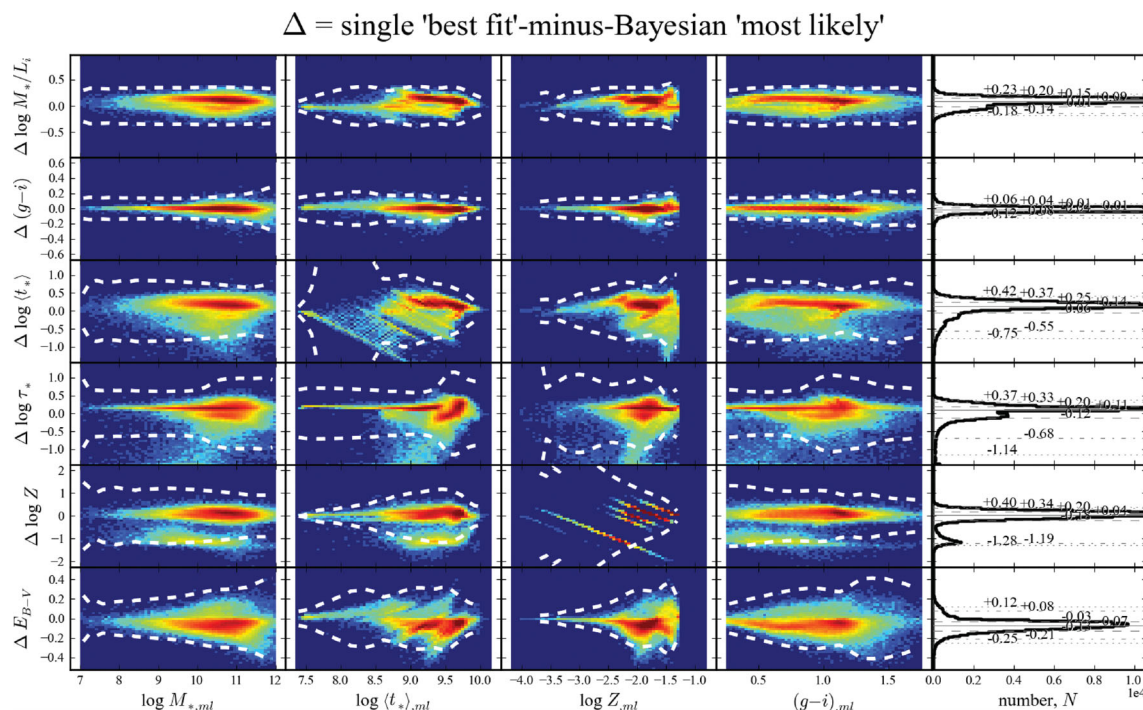 Δ = single 'best fit'-minus-Bayesian 'most likely'
Δ log M*/Li
0.5
0.0
−0.5
+0.23 +0.20 +0.15 +0.09
-0.18 -0.14
Δ (g−i)
0.6
0.4
0.2
0.0
−0.2
−0.4
−0.6
+0.06 +0.04 +0.01 -0.01
-0.12
Δ log ⟨t*⟩
1.0
0.5
0.0
−0.5
−1.0
+0.42 +0.37 +0.25 +0.14
-0.75 -0.55
Δ log τ*
1.0
0.5
0.0
−0.5
−1.0
+0.37 +0.33 +0.20 +0.11
-0.12
-1.14 -0.68
Δ log Z
2
1
0
−1
−2
+0.40 +0.34 +0.20 +0.04
-1.28 -1.19
Δ E_{B−V}
0.4
0.2
0.0
−0.2
−0.4
+0.12 +0.08 -0.03 -0.07
-0.25 -0.21
7 8 9 10 11 12
7.5 8.0 8.5 9.0 9.5 10.0
−4.0 −3.5 −3.0 −2.5 −2.0 −1.5 −1.0
0.5 1.0 1.5
0.0 0.2 0.4 0.6 0.8 1.0
1e4
log M*,ml
log ⟨t*⟩,ml
log Z,ml
(g−i),ml
number, N